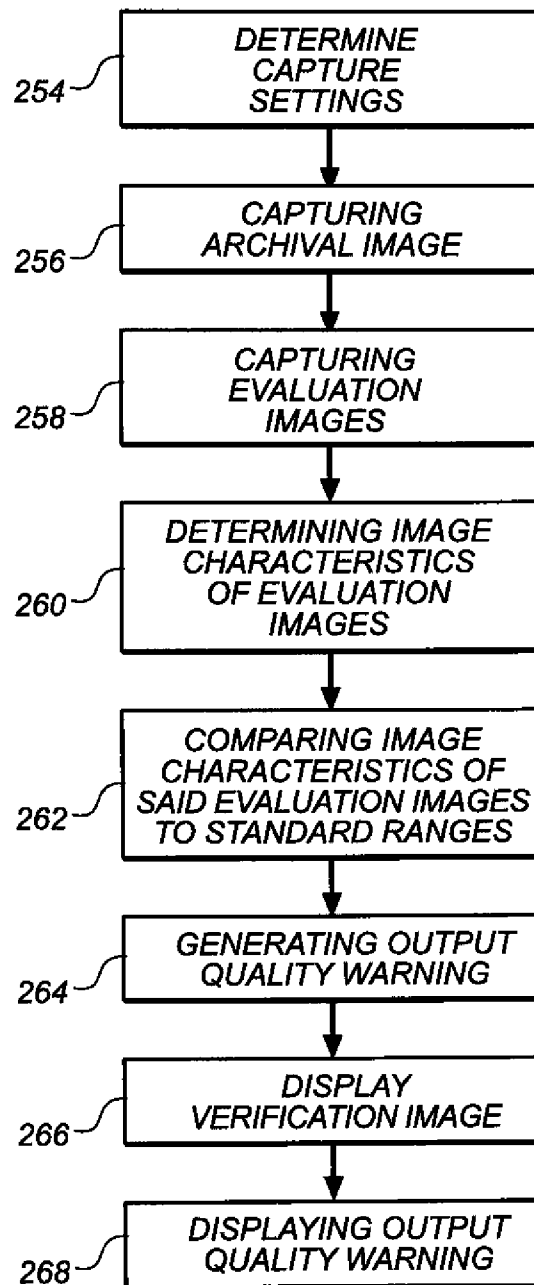 DETERMINE
CAPTURE
SETTINGS
254
CAPTURING
ARCHIVAL IMAGE
256
CAPTURING
EVALUATION
IMAGES
258
DETERMINING IMAGE
CHARACTERISTICS
OF EVALUATION
IMAGES
260
COMPARING IMAGE
CHARACTERISTICS OF
SAID EVALUATION IMAGES
TO STANDARD RANGES
262
GENERATING OUTPUT
QUALITY WARNING
264
DISPLAY
VERIFICATION IMAGE
266
DISPLAYING OUTPUT
QUALITY WARNING
268